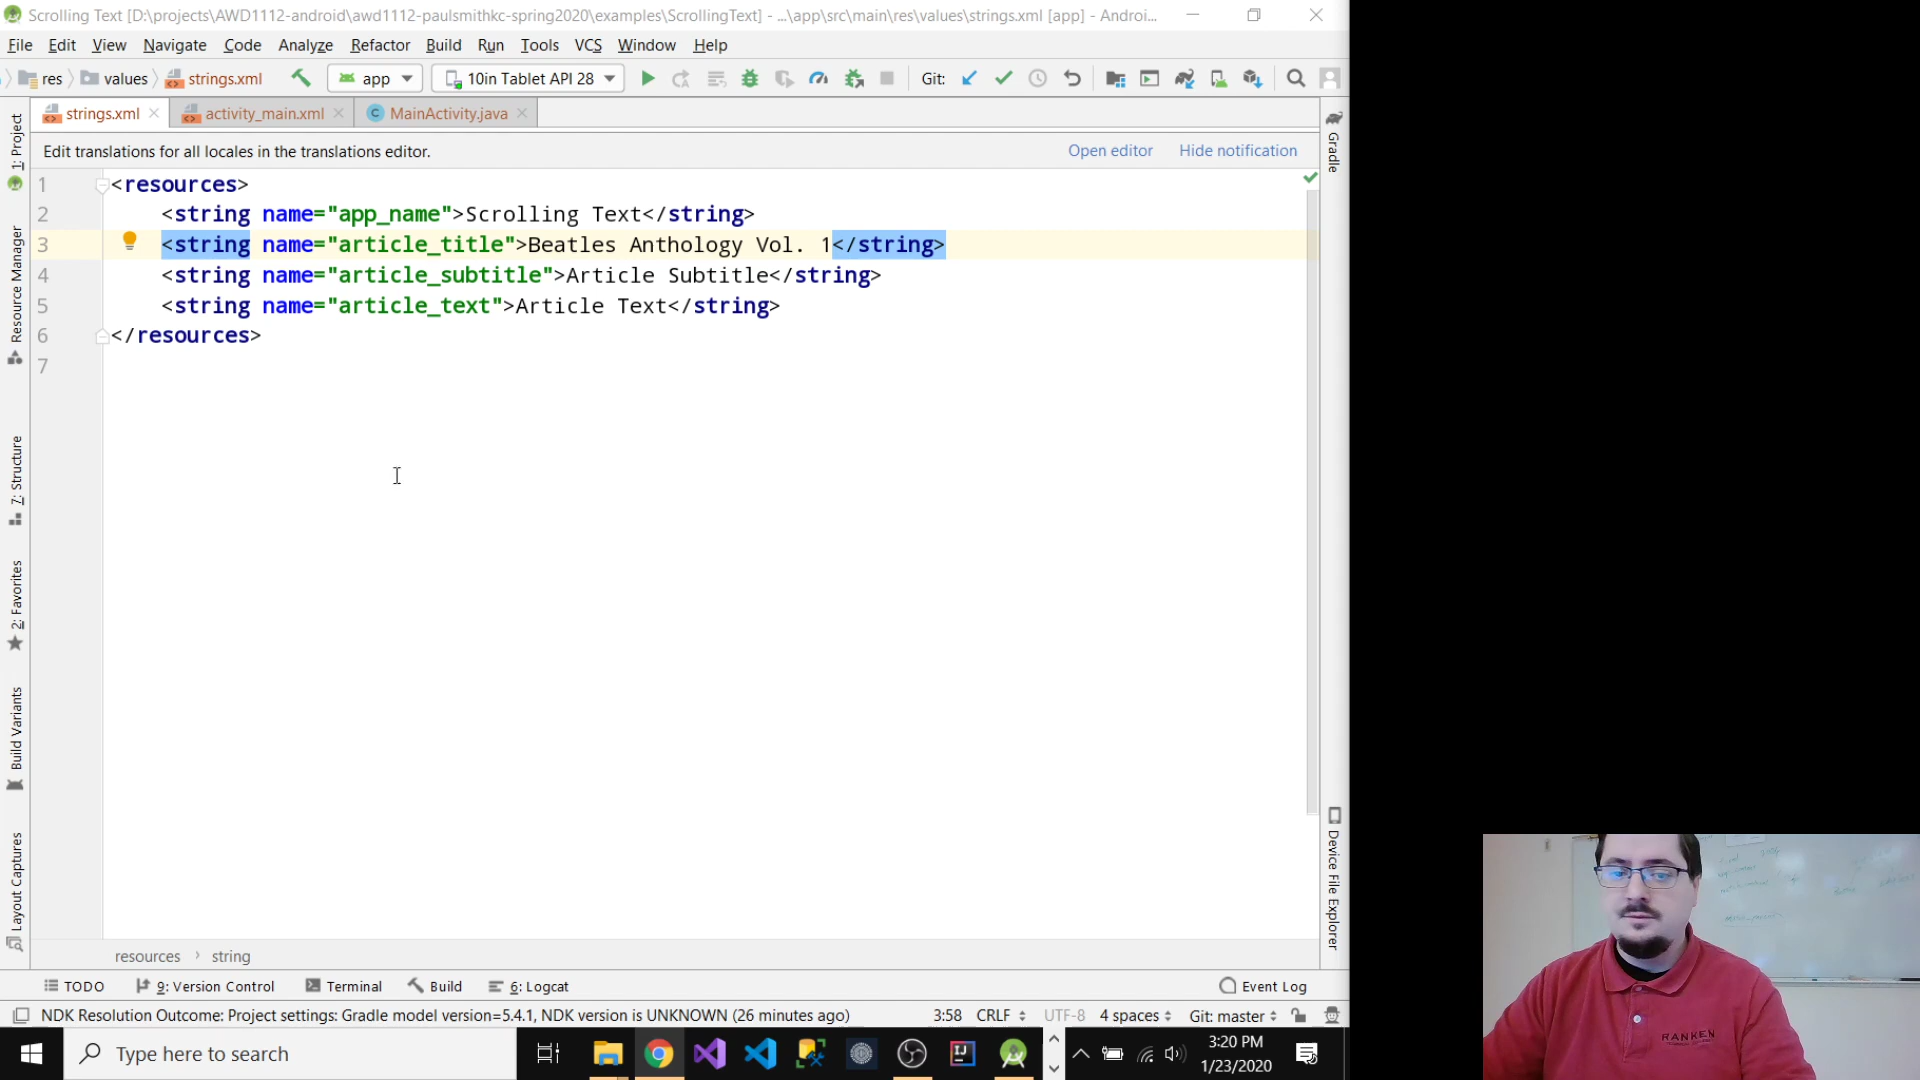 Scrolling Text [D:\projects\AWD1112-android\awd1112-paulsmithkc-spring2020\examples\ScrollingText] - ...\app\src\main\res\values\strings.xml [app] - Androi...
File Edit View Navigate Code Analyze Refactor Build Run Tools VCS Window Help
res values strings.xml app 10in Tablet API 28 Git:
strings.xml activity_main.xml MainActivity.java
Edit translations for all locales in the translations editor. Open editor Hide notification
1 <resources>
2 <string name="app_name">Scrolling Text</string>
3 <string name="article_title">Beatles Anthology Vol. 1</string>
4 <string name="article_subtitle">Article Subtitle</string>
5 <string name="article_text">Article Text</string>
6 </resources>
7
1: Project
Resource Manager
7: Structure
2: Favorites
Build Variants
Layout Captures
Gradle
Device File Explorer
resources › string
TODO 9: Version Control Terminal Build 6: Logcat Event Log
NDK Resolution Outcome: Project settings: Gradle model version=5.4.1, NDK version is UNKNOWN (26 minutes ago) 3:58 CRLF UTF-8 4 spaces Git: master
Type here to search
3:20 PM
1/23/2020
RANKEN